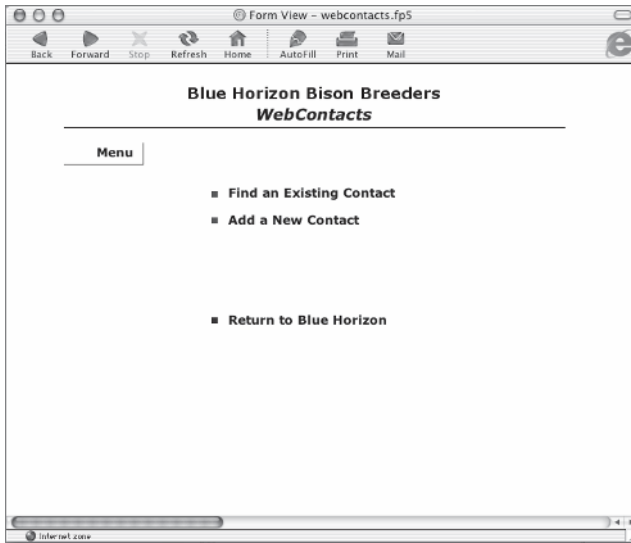 Form View – webcontacts.fp5
Back Forward Stop Refresh Home AutoFill Print Mail
Blue Horizon Bison Breeders
WebContacts
Menu
Find an Existing Contact
Add a New Contact
Return to Blue Horizon
Internet zone